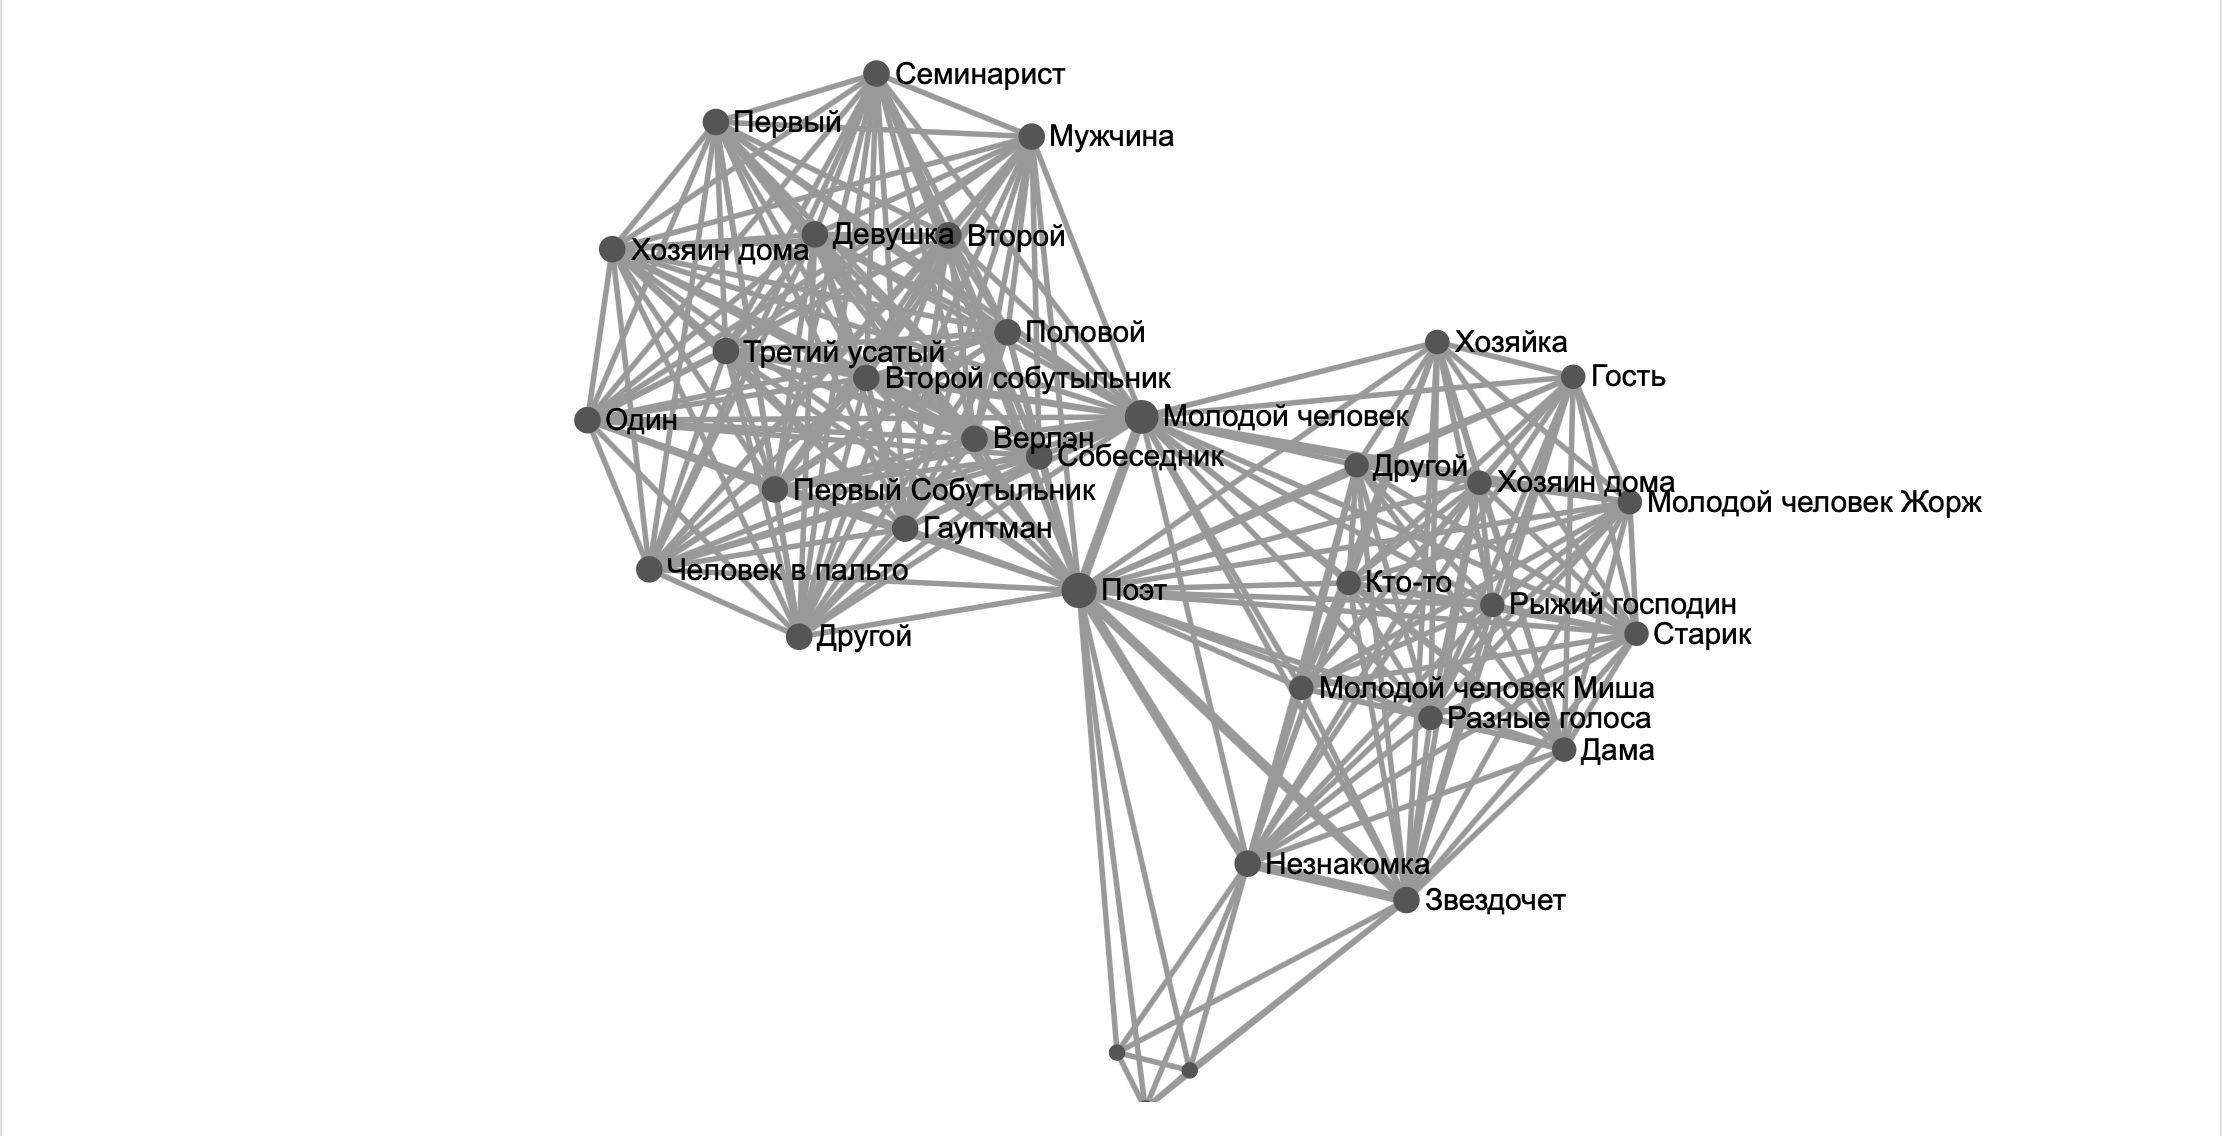 Семинарист
Первый
Мужчина
Девушка
Второй
Хозяин дома
Половой
Хозяйка
Третий усатый
Второй собутыльник
Гость
Молодой человек
Один
Верлэн
Собеседник
Другой
Хозяин дома
Первый Собутыльник
Молодой человек Жорж
Гауптман
Человек в пальто
Кто-то
Поэт
Рыжий господин
Другой
Старик
Молодой человек Миша
Разные голоса
Дама
Незнакомка
Звездочет